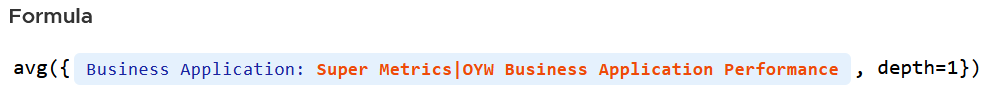 Formula
avg({ Business Application: Super Metrics|OYW Business Application Performance , depth=1})